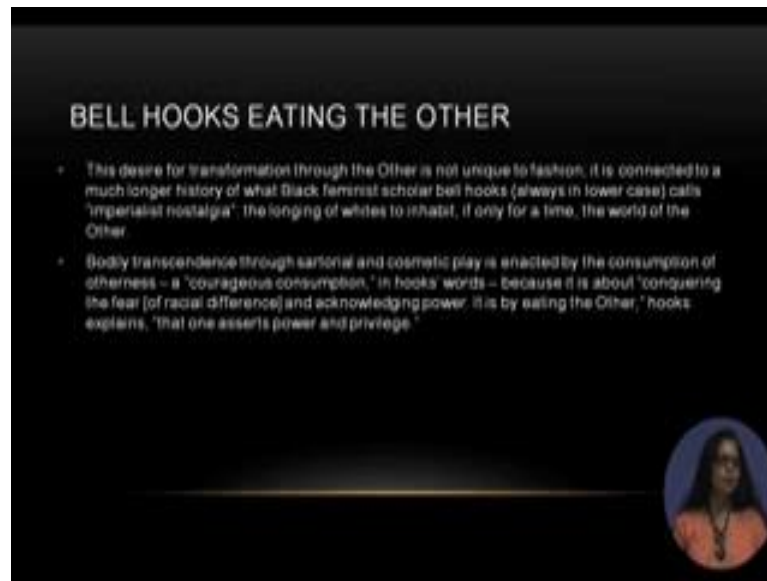 BELL HOOKS EATING THE OTHER
This desire for transformation through the Other is not unique to fashion; it is connected to a
much longer history of what Black feminist scholar bell hooks (always in lower case) calls
"imperialist nostalgia": the longing of whites to inhabit, if only for a time, the world of the
Other.
Bodily transcendence through sartorial and cosmetic play is enacted by the consumption of
otherness – a "courageous consumption," in hooks' words – because it is about "conquering
the fear [of racial difference] and acknowledging power. It is by eating the Other," hooks
explains, "that one asserts power and privilege."